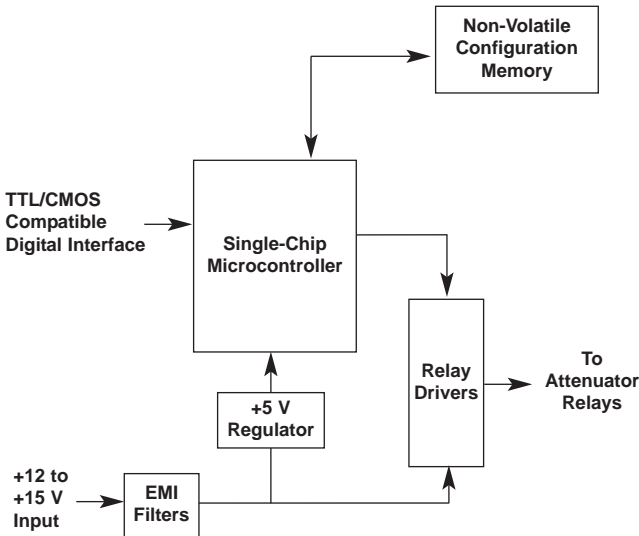 Non-Volatile
Configuration
Memory
TTL/CMOS
Compatible
Digital Interface
Single-Chip
Microcontroller
Relay
Drivers
To
Attenuator
Relays
+5 V
Regulator
+12 to
+15 V
Input
EMI
Filters